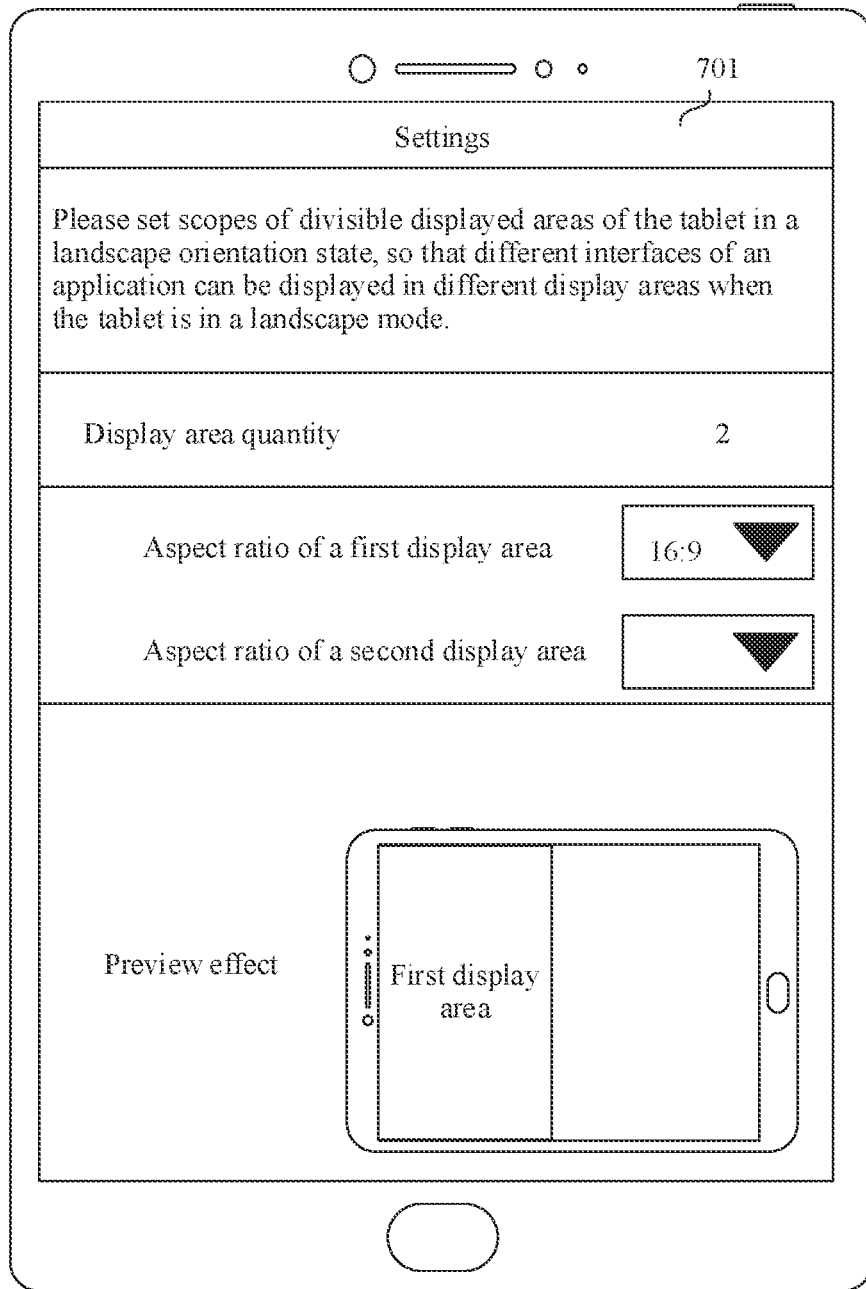 701
Settings
Please set scopes of divisible displayed areas of the tablet in a
landscape orientation state, so that different interfaces of an
application can be displayed in different display areas when
the tablet is in a landscape mode.
Display area quantity 2
Aspect ratio of a first display area 16:9
Aspect ratio of a second display area
Preview effect
First display
area